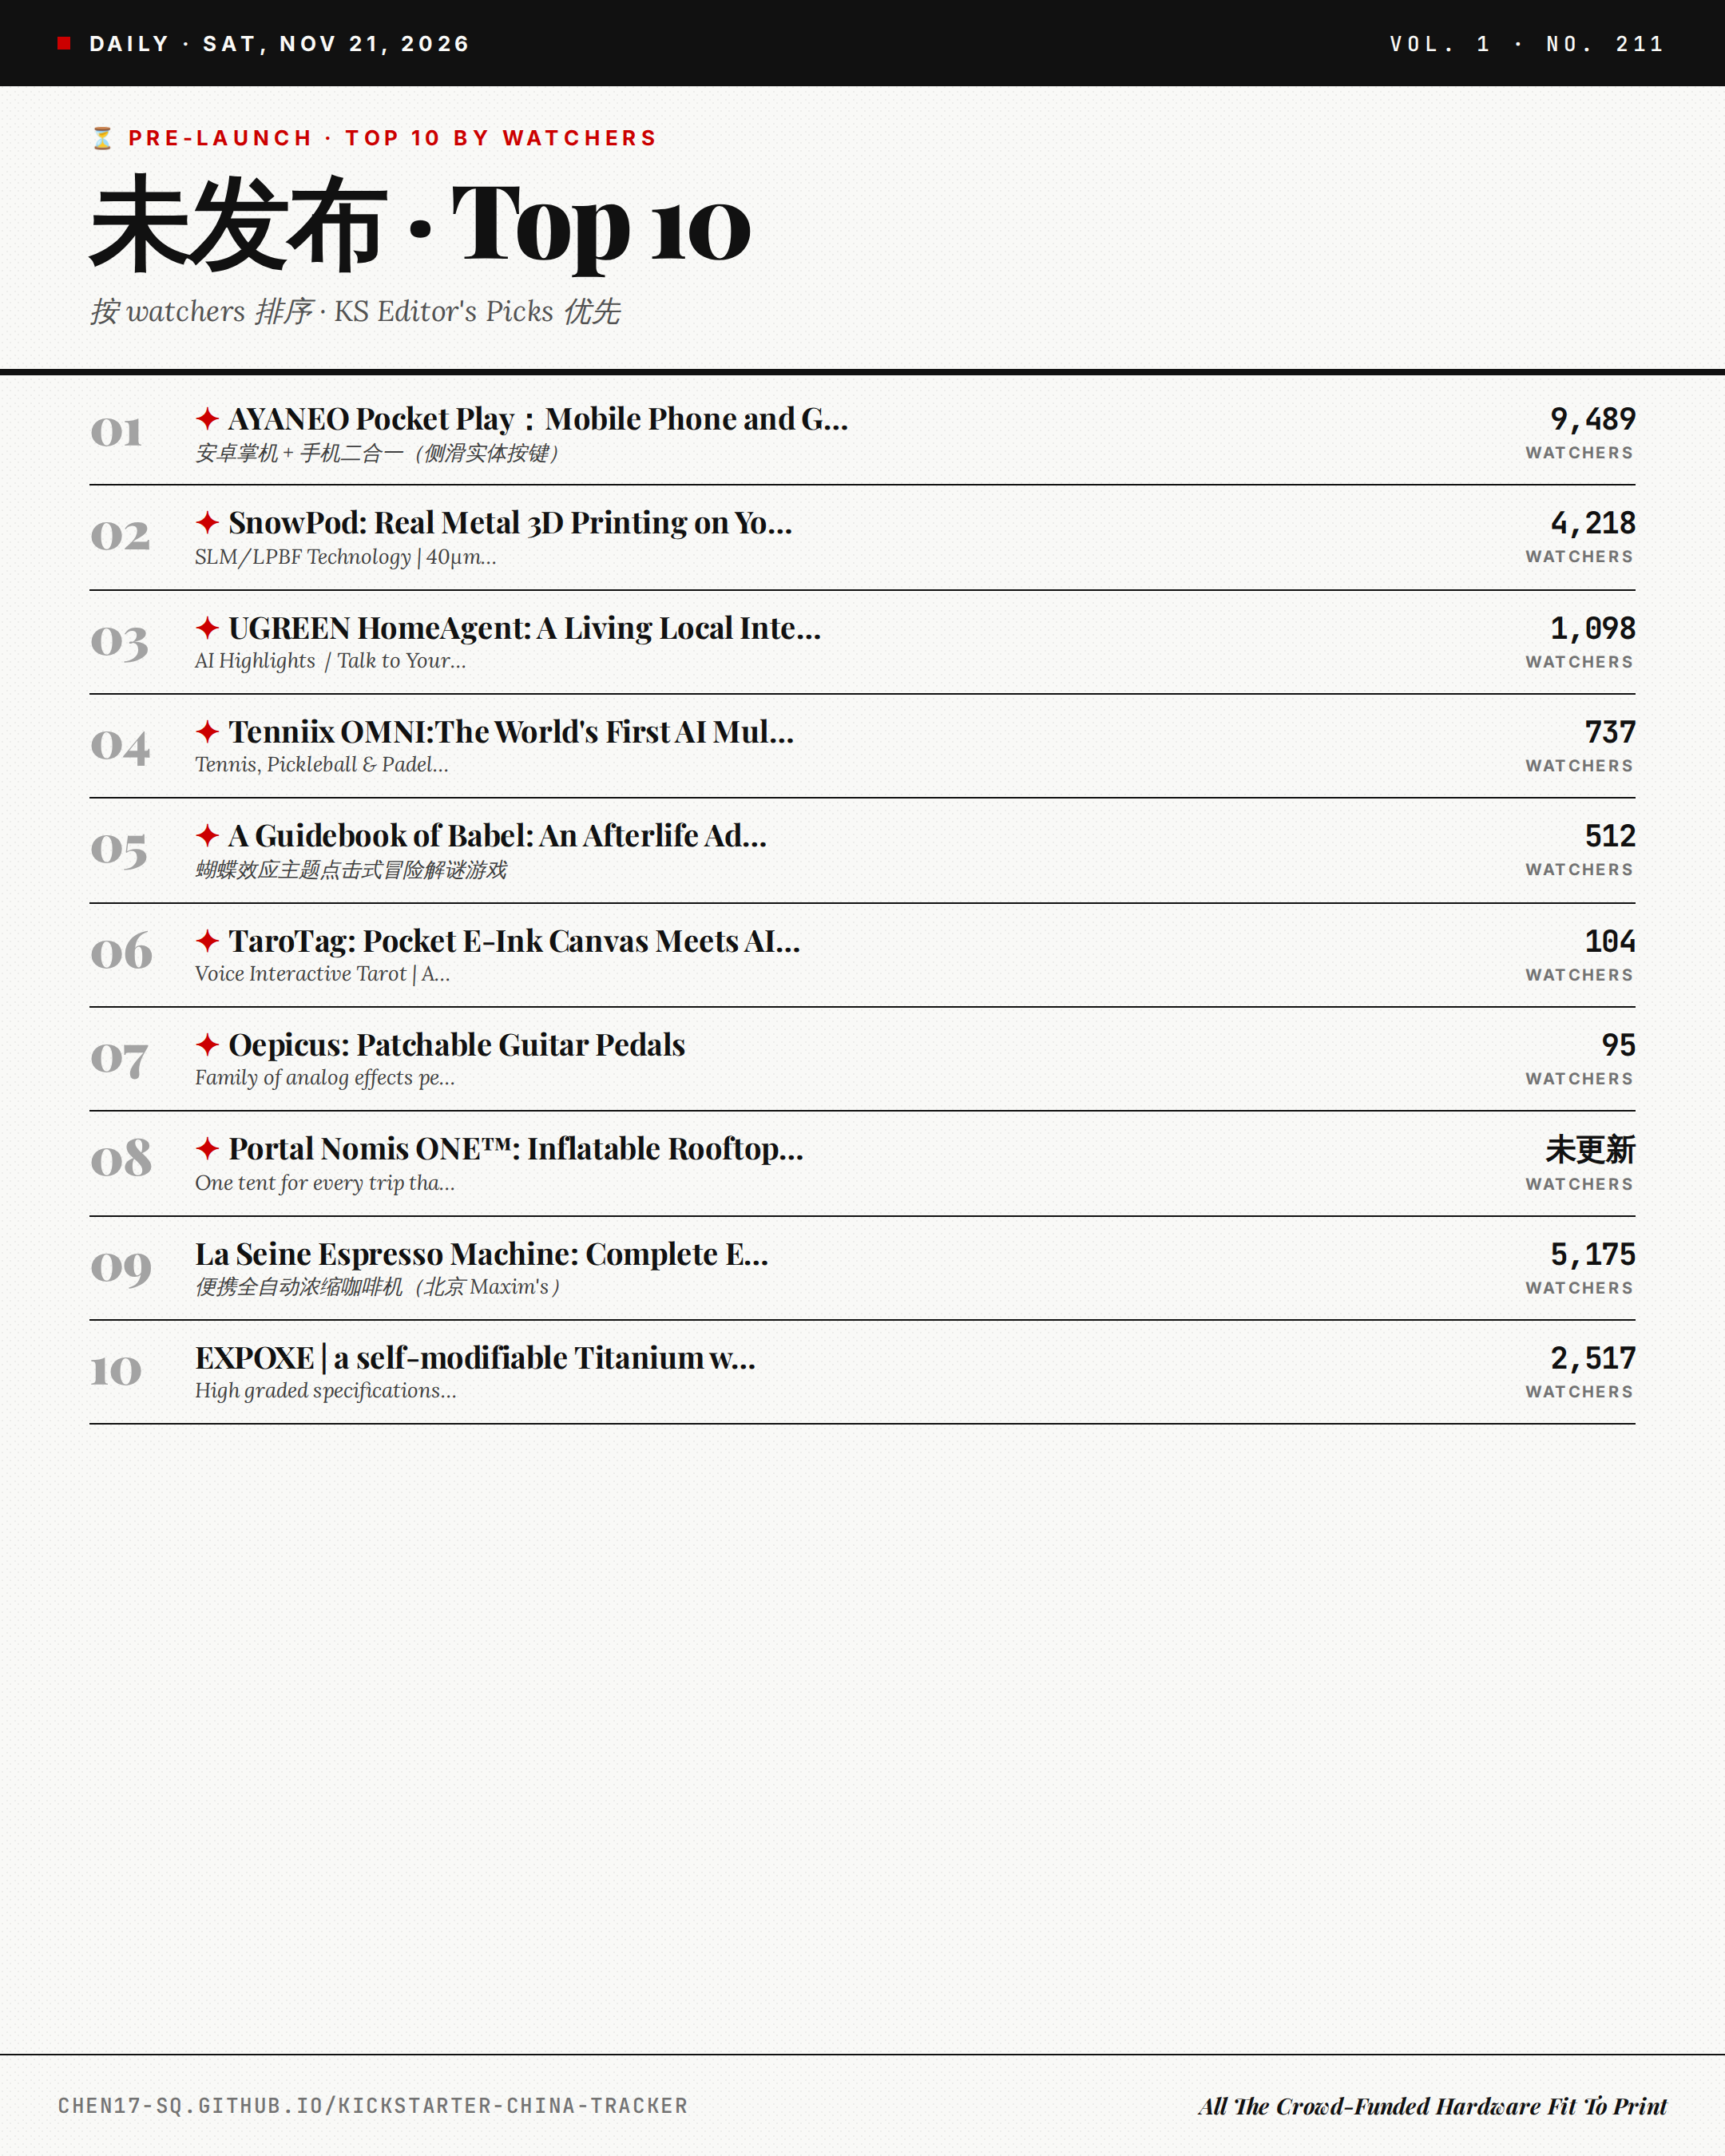 DAILY · SAT, NOV 21, 2026
VOL. 1 · NO. 211
⏳ PRE-LAUNCH · TOP 10 BY WATCHERS
未发布 · Top 10
按 watchers 排序 · KS Editor's Picks 优先
01
✦ AYANEO Pocket Play：Mobile Phone and G...
9,489
安卓掌机 + 手机二合一（侧滑实体按键）
WATCHERS
02
✦ SnowPod: Real Metal 3D Printing on Yo...
4,218
SLM/LPBF Technology | 40μm...
WATCHERS
03
✦ UGREEN HomeAgent: A Living Local Inte...
1,098
AI Highlights / Talk to Your...
WATCHERS
04
✦ Tenniix OMNI:The World's First AI Mul...
737
Tennis, Pickleball & Padel...
WATCHERS
05
✦ A Guidebook of Babel: An Afterlife Ad...
512
蝴蝶效应主题点击式冒险解谜游戏
WATCHERS
06
✦ TaroTag: Pocket E-Ink Canvas Meets AI...
104
Voice Interactive Tarot | A...
WATCHERS
07
✦ Oepicus: Patchable Guitar Pedals
95
Family of analog effects pe...
WATCHERS
08
✦ Portal Nomis ONE™: Inflatable Rooftop...
未更新
One tent for every trip tha...
WATCHERS
09
La Seine Espresso Machine: Complete E...
5,175
便携全自动浓缩咖啡机（北京 Maxim's）
WATCHERS
10
EXPOXE | a self-modifiable Titanium w...
2,517
High graded specifications...
WATCHERS
CHEN17-SQ.GITHUB.IO/KICKSTARTER-CHINA-TRACKER
All The Crowd-Funded Hardware Fit To Print